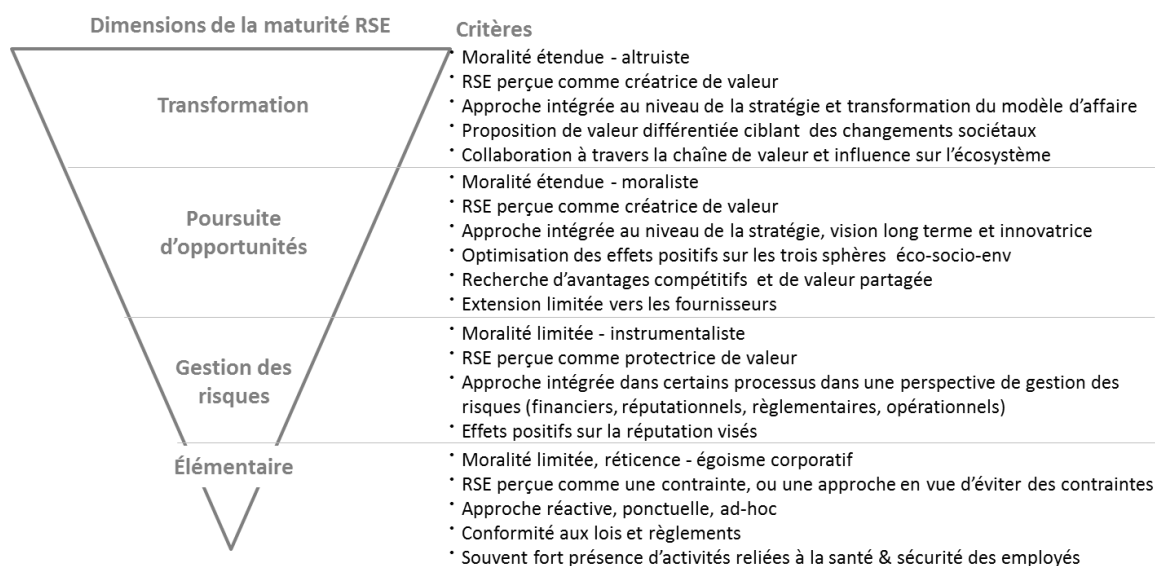 Dimensions de la maturité RSE
Critères
Transformation
• Moralité étendue - altruiste
• RSE perçue comme créatrice de valeur
• Approche intégrée au niveau de la stratégie et transformation du modèle d'affaire
• Proposition de valeur différentiée ciblant des changements sociétaux
• Collaboration à travers la chaîne de valeur et influence sur l'écosystème
Poursuite
d'opportunités
• Moralité étendue - moraliste
• RSE perçue comme créatrice de valeur
• Approche intégrée au niveau de la stratégie, vision long terme et innovatrice
• Optimisation des effets positifs sur les trois sphères éco-socio-env
• Recherche d'avantages compétitifs et de valeur partagée
• Extension limitée vers les fournisseurs
Gestion des
risques
• Moralité limitée - instrumentaliste
• RSE perçue comme protectrice de valeur
• Approche intégrée dans certains processus dans une perspective de gestion des
risques (financiers, réputationnels, règlementaires, opérationnels)
• Effets positifs sur la réputation visés
Élémentaire
• Moralité limitée, réticence - égoisme corporatif
• RSE perçue comme une contrainte, ou une approche en vue d'éviter des contraintes
• Approche réactive, ponctuelle, ad-hoc
• Conformité aux lois et règlements
• Souvent fort présence d'activités reliées à la santé & sécurité des employés